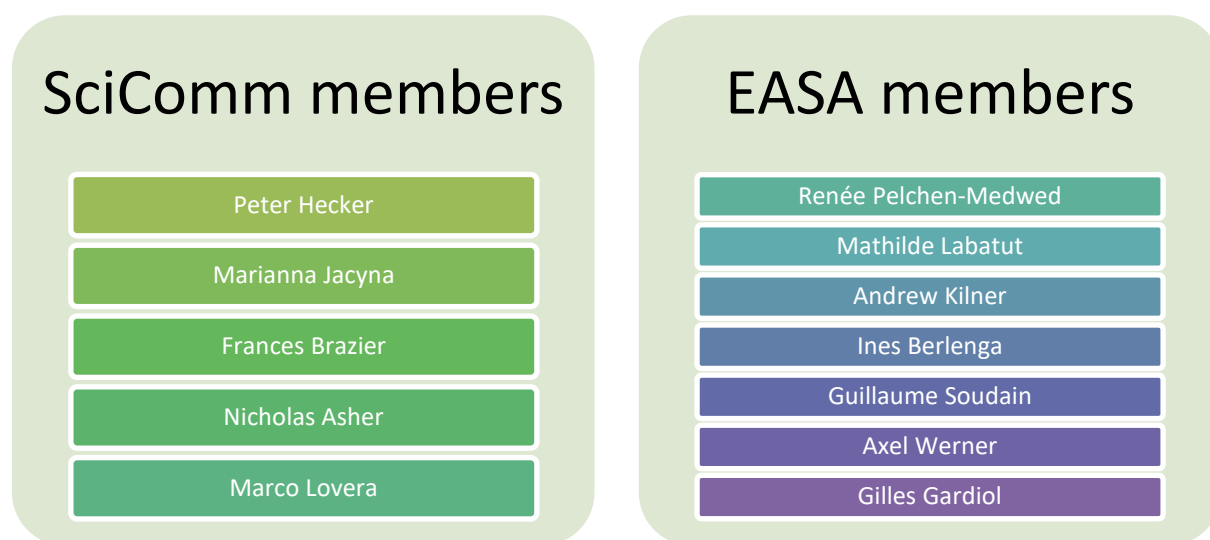 SciComm members
Peter Hecker
Marianna Jacyna
Frances Brazier
Nicholas Asher
Marco Lovera
EASA members
Renée Pelchen-Medwed
Mathilde Labatut
Andrew Kilner
Ines Berlenga
Guillaume Soudain
Axel Werner
Gilles Gardiol